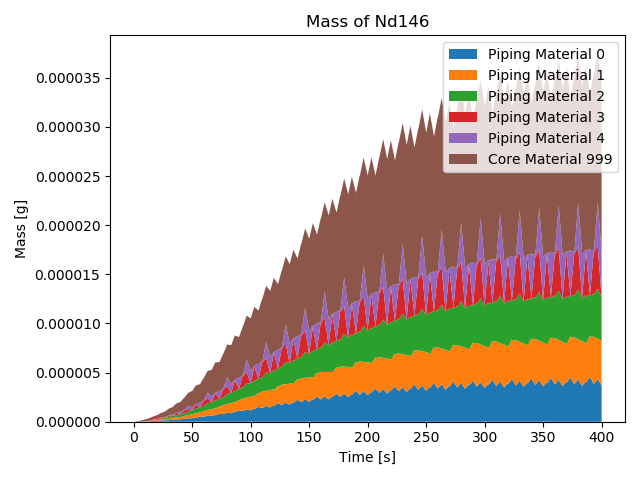 Mass of Nd146
Mass [g]
0.000035
0.000030
0.000025
0.000020
0.000015
0.000010
0.000005
0.000000
Piping Material 0
Piping Material 1
Piping Material 2
Piping Material 3
Piping Material 4
Core Material 999
0 50 100 150 200 250 300 350 400
Time [s]